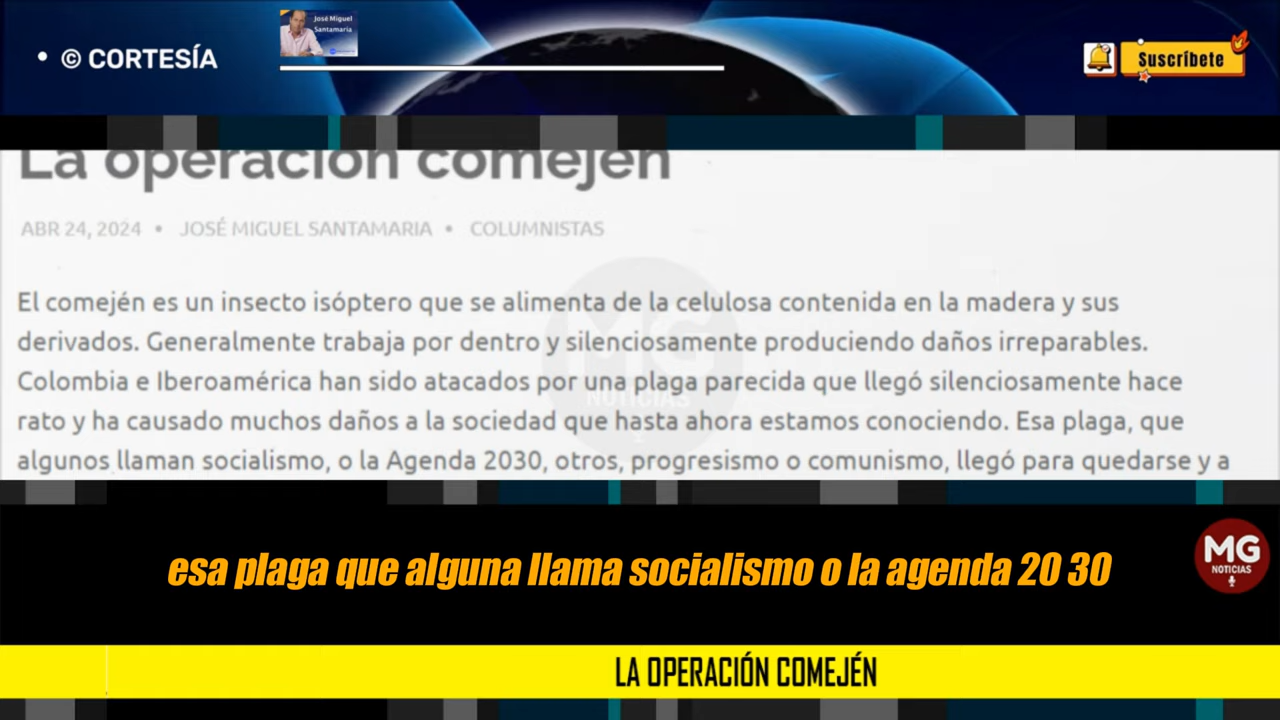 • © CORTESÍA
José Miguel
Santamaria
Suscríbete
La operación comején
ABR 24, 2024 • JOSÉ MIGUEL SANTAMARIA • COLUMNISTAS
El comején es un insecto isóptero que se alimenta de la celulosa contenida en la madera y sus
derivados. Generalmente trabaja por dentro y silenciosamente produciendo daños irreparables.
Colombia e Iberoamérica han sido atacados por una plaga parecida que llegó silenciosamente hace
rato y ha causado muchos daños a la sociedad que hasta ahora estamos conociendo. Esa plaga, que
algunos llaman socialismo, o la Agenda 2030, otros, progresismo o comunismo, llegó para quedarse y a
MG
NOTICIAS
esa plaga que alguna llama socialismo o la agenda 20 30
MG
NOTICIAS
LA OPERACIÓN COMEJÉN